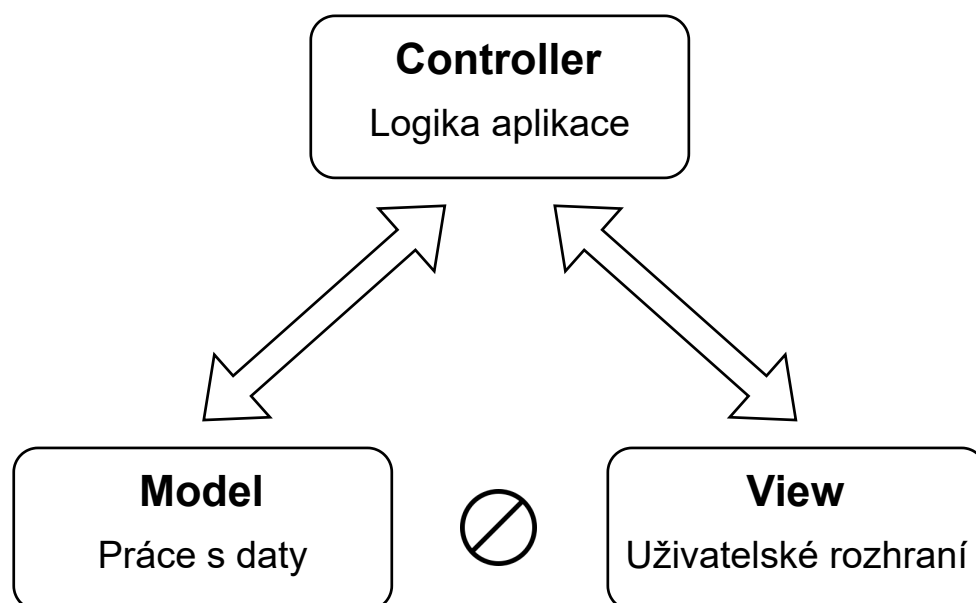 Controller
Logika aplikace
Model
Práce s daty
View
Uživatelské rozhraní